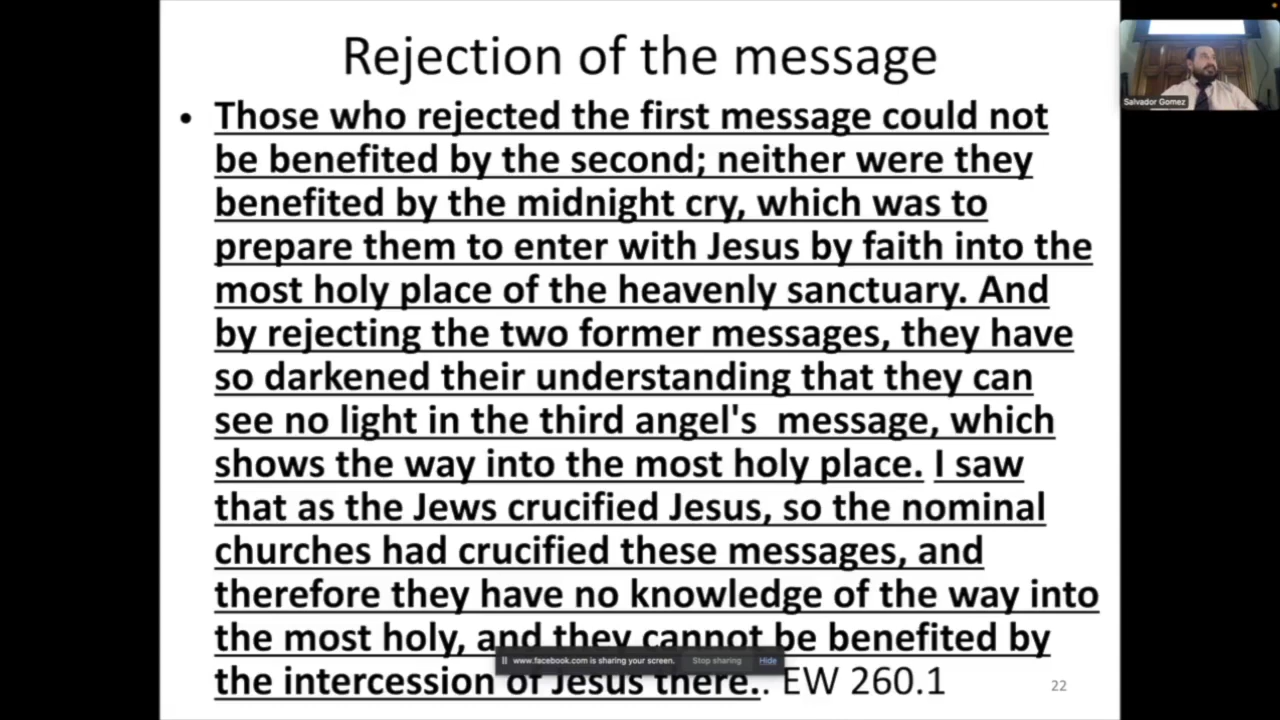 Rejection of the message
• Those who rejected the first message could not
be benefited by the second; neither were they
benefited by the midnight cry, which was to
prepare them to enter with Jesus by faith into the
most holy place of the heavenly sanctuary. And
by rejecting the two former messages, they have
so darkened their understanding that they can
see no light in the third angel's  message, which
shows the way into the most holy place. I saw
that as the Jews crucified Jesus, so the nominal
churches had crucified these messages, and
therefore they have no knowledge of the way into
the most holy, and they cannot be benefited by
the intercession of Jesus there.. EW 260.1
22
www.facebook.com is sharing your screen. Stop sharing Hide
Salvador Gomez